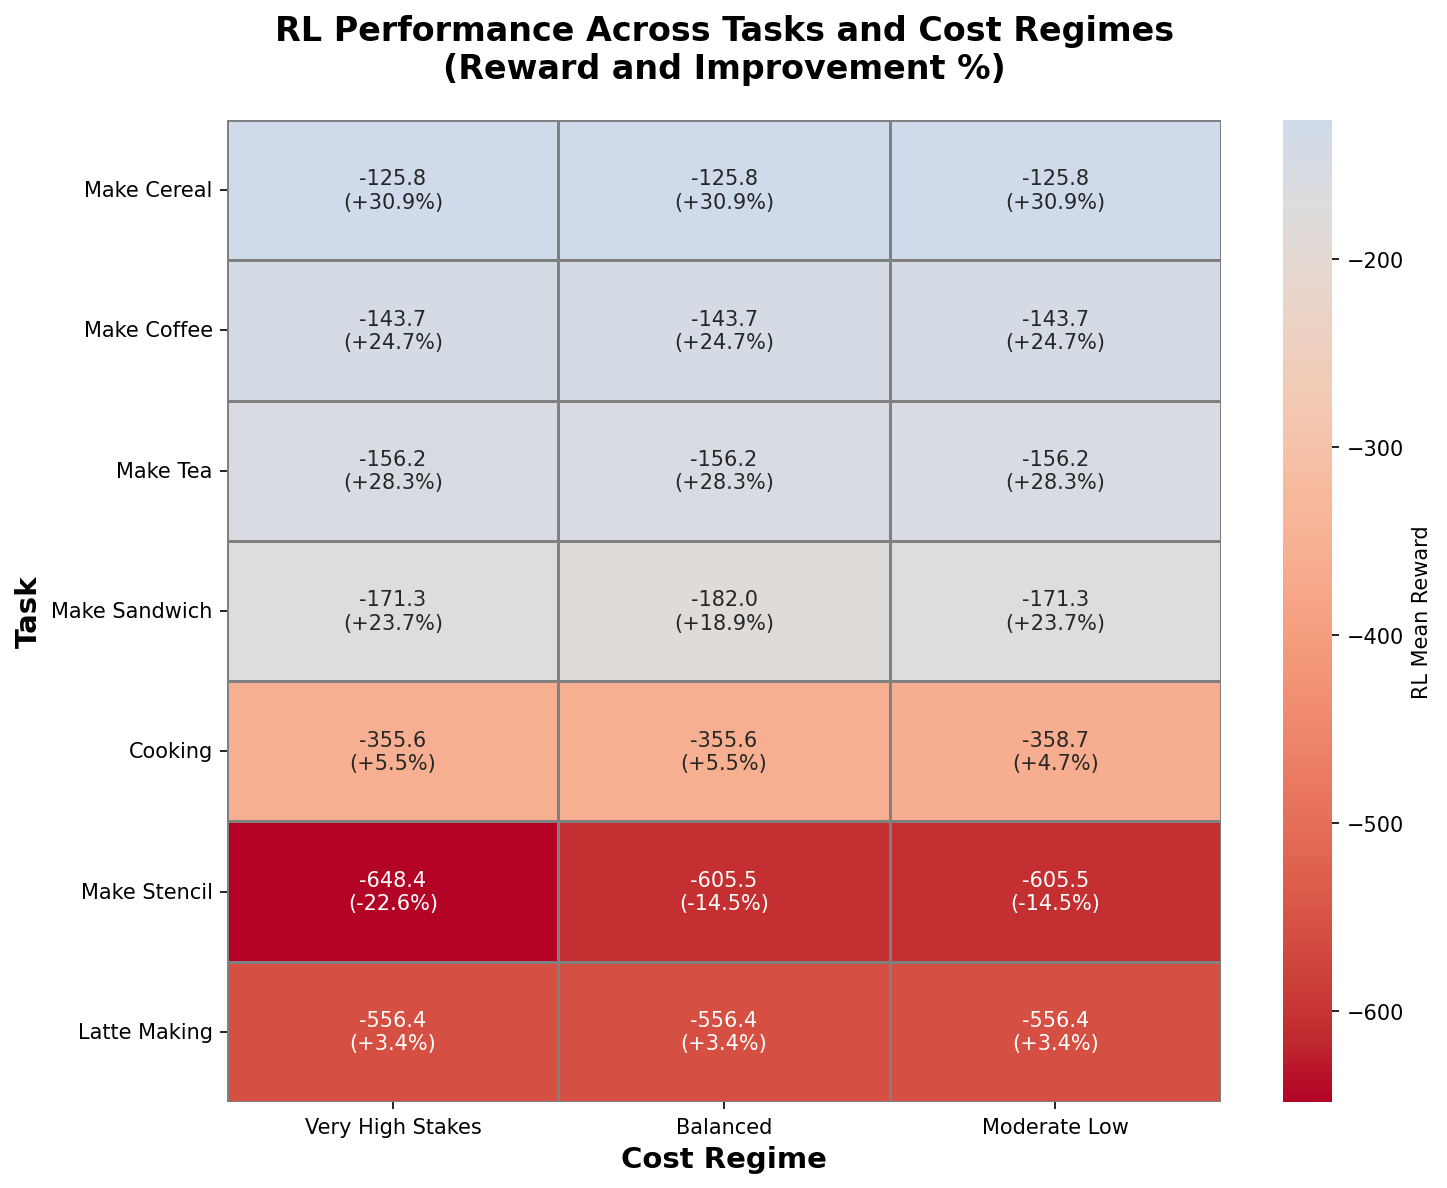 RL Performance Across Tasks and Cost Regimes
(Reward and Improvement %)
Task
Make Cereal
-125.8 -125.8 -125.8
(+30.9%) (+30.9%) (+30.9%)
Make Coffee
-143.7 -143.7 -143.7
(+24.7%) (+24.7%) (+24.7%)
Make Tea
-156.2 -156.2 -156.2
(+28.3%) (+28.3%) (+28.3%)
Make Sandwich
-171.3 -182.0 -171.3
(+23.7%) (+18.9%) (+23.7%)
Cooking
-355.6 -355.6 -358.7
(+5.5%) (+5.5%) (+4.7%)
Make Stencil
-648.4 -605.5 -605.5
(-22.6%) (-14.5%) (-14.5%)
Latte Making
-556.4 -556.4 -556.4
(+3.4%) (+3.4%) (+3.4%)
Very High Stakes Balanced Moderate Low
Cost Regime
−200
−300
−400
−500
−600
RL Mean Reward